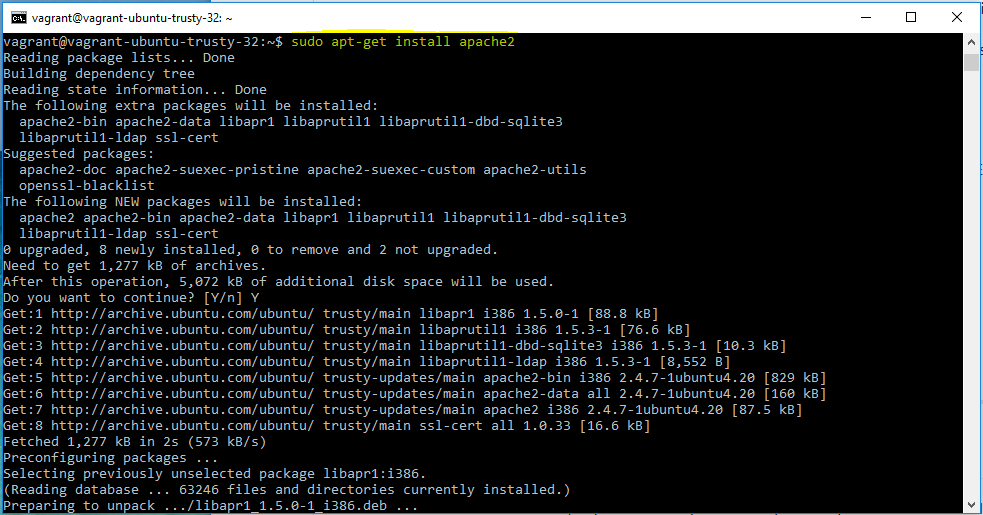 vagrant@vagrant-ubuntu-trusty-32: ~
vagrant@vagrant-ubuntu-trusty-32:~$ sudo apt-get install apache2
Reading package lists... Done
Building dependency tree
Reading state information... Done
The following extra packages will be installed:
  apache2-bin apache2-data libapr1 libaprutil1 libaprutil1-dbd-sqlite3
  libaprutil1-ldap ssl-cert
Suggested packages:
  apache2-doc apache2-suexec-pristine apache2-suexec-custom apache2-utils
  openssl-blacklist
The following NEW packages will be installed:
  apache2 apache2-bin apache2-data libapr1 libaprutil1 libaprutil1-dbd-sqlite3
  libaprutil1-ldap ssl-cert
0 upgraded, 8 newly installed, 0 to remove and 2 not upgraded.
Need to get 1,277 kB of archives.
After this operation, 5,072 kB of additional disk space will be used.
Do you want to continue? [Y/n] Y
Get:1 http://archive.ubuntu.com/ubuntu/ trusty/main libapr1 i386 1.5.0-1 [88.8 kB]
Get:2 http://archive.ubuntu.com/ubuntu/ trusty/main libaprutil1 i386 1.5.3-1 [76.6 kB]
Get:3 http://archive.ubuntu.com/ubuntu/ trusty/main libaprutil1-dbd-sqlite3 i386 1.5.3-1 [10.3 kB]
Get:4 http://archive.ubuntu.com/ubuntu/ trusty/main libaprutil1-ldap i386 1.5.3-1 [8,552 B]
Get:5 http://archive.ubuntu.com/ubuntu/ trusty-updates/main apache2-bin i386 2.4.7-1ubuntu4.20 [829 kB]
Get:6 http://archive.ubuntu.com/ubuntu/ trusty-updates/main apache2-data all 2.4.7-1ubuntu4.20 [160 kB]
Get:7 http://archive.ubuntu.com/ubuntu/ trusty-updates/main apache2 i386 2.4.7-1ubuntu4.20 [87.5 kB]
Get:8 http://archive.ubuntu.com/ubuntu/ trusty/main ssl-cert all 1.0.33 [16.6 kB]
Fetched 1,277 kB in 2s (573 kB/s)
Preconfiguring packages ...
Selecting previously unselected package libapr1:i386.
(Reading database ... 63246 files and directories currently installed.)
Preparing to unpack .../libapr1_1.5.0-1_i386.deb ...